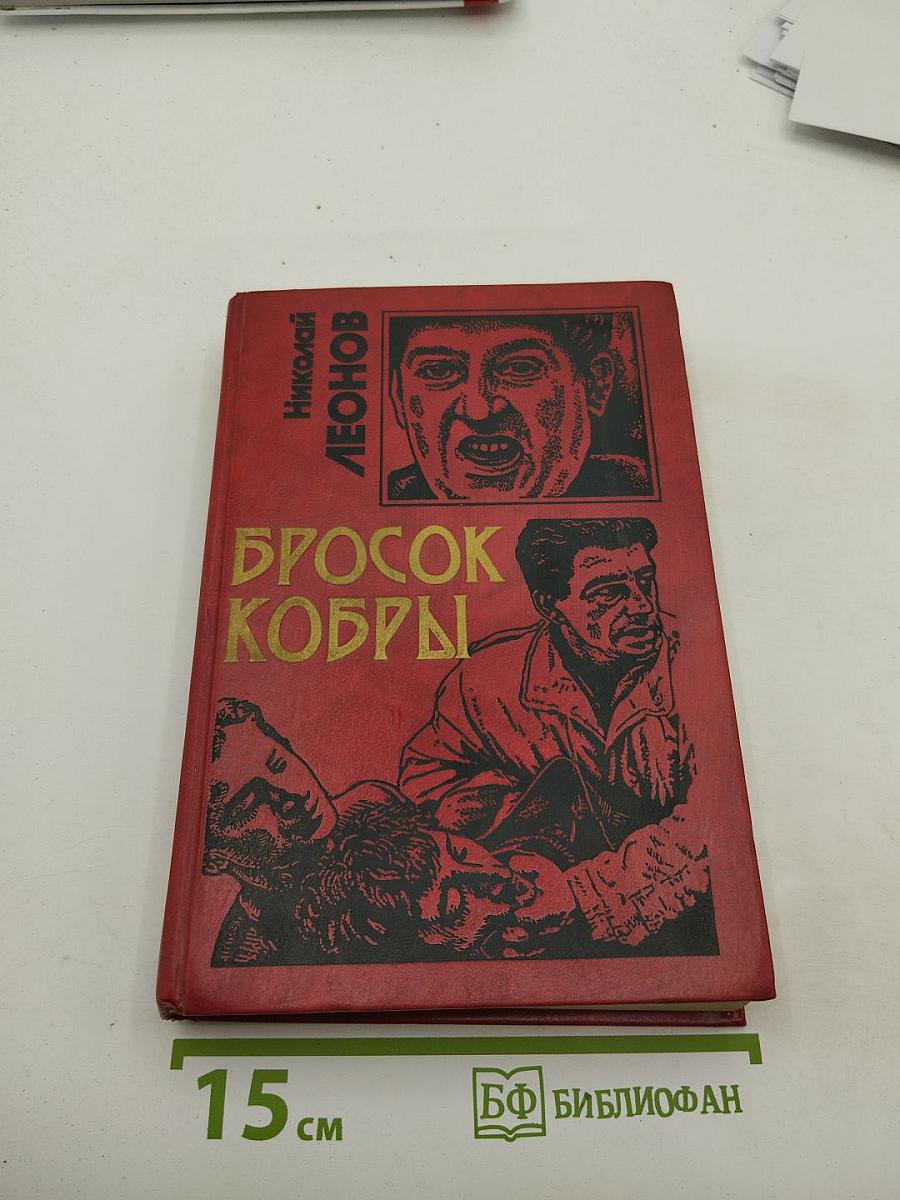 Николай
ЛЕОНОВ
БРОСОК
КОБРЫ
15 см
БФ БИБЛИОФАН